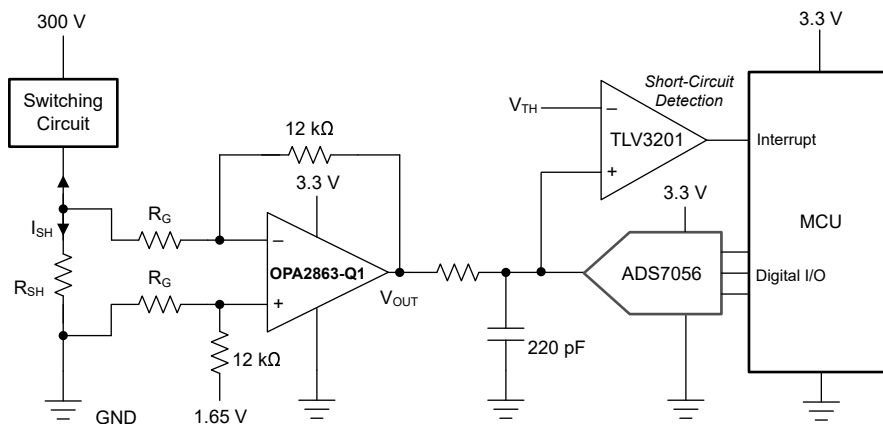 300 V
Switching
Circuit
I_SH
R_SH
GND
R_G
R_G
12 kΩ
12 kΩ
1.65 V
3.3 V
−
OPA2863-Q1
+
V_OUT
220 pF
V_TH
Short-Circuit
Detection
−
TLV3201
+
3.3 V
ADS7056
3.3 V
Interrupt
MCU
Digital I/O